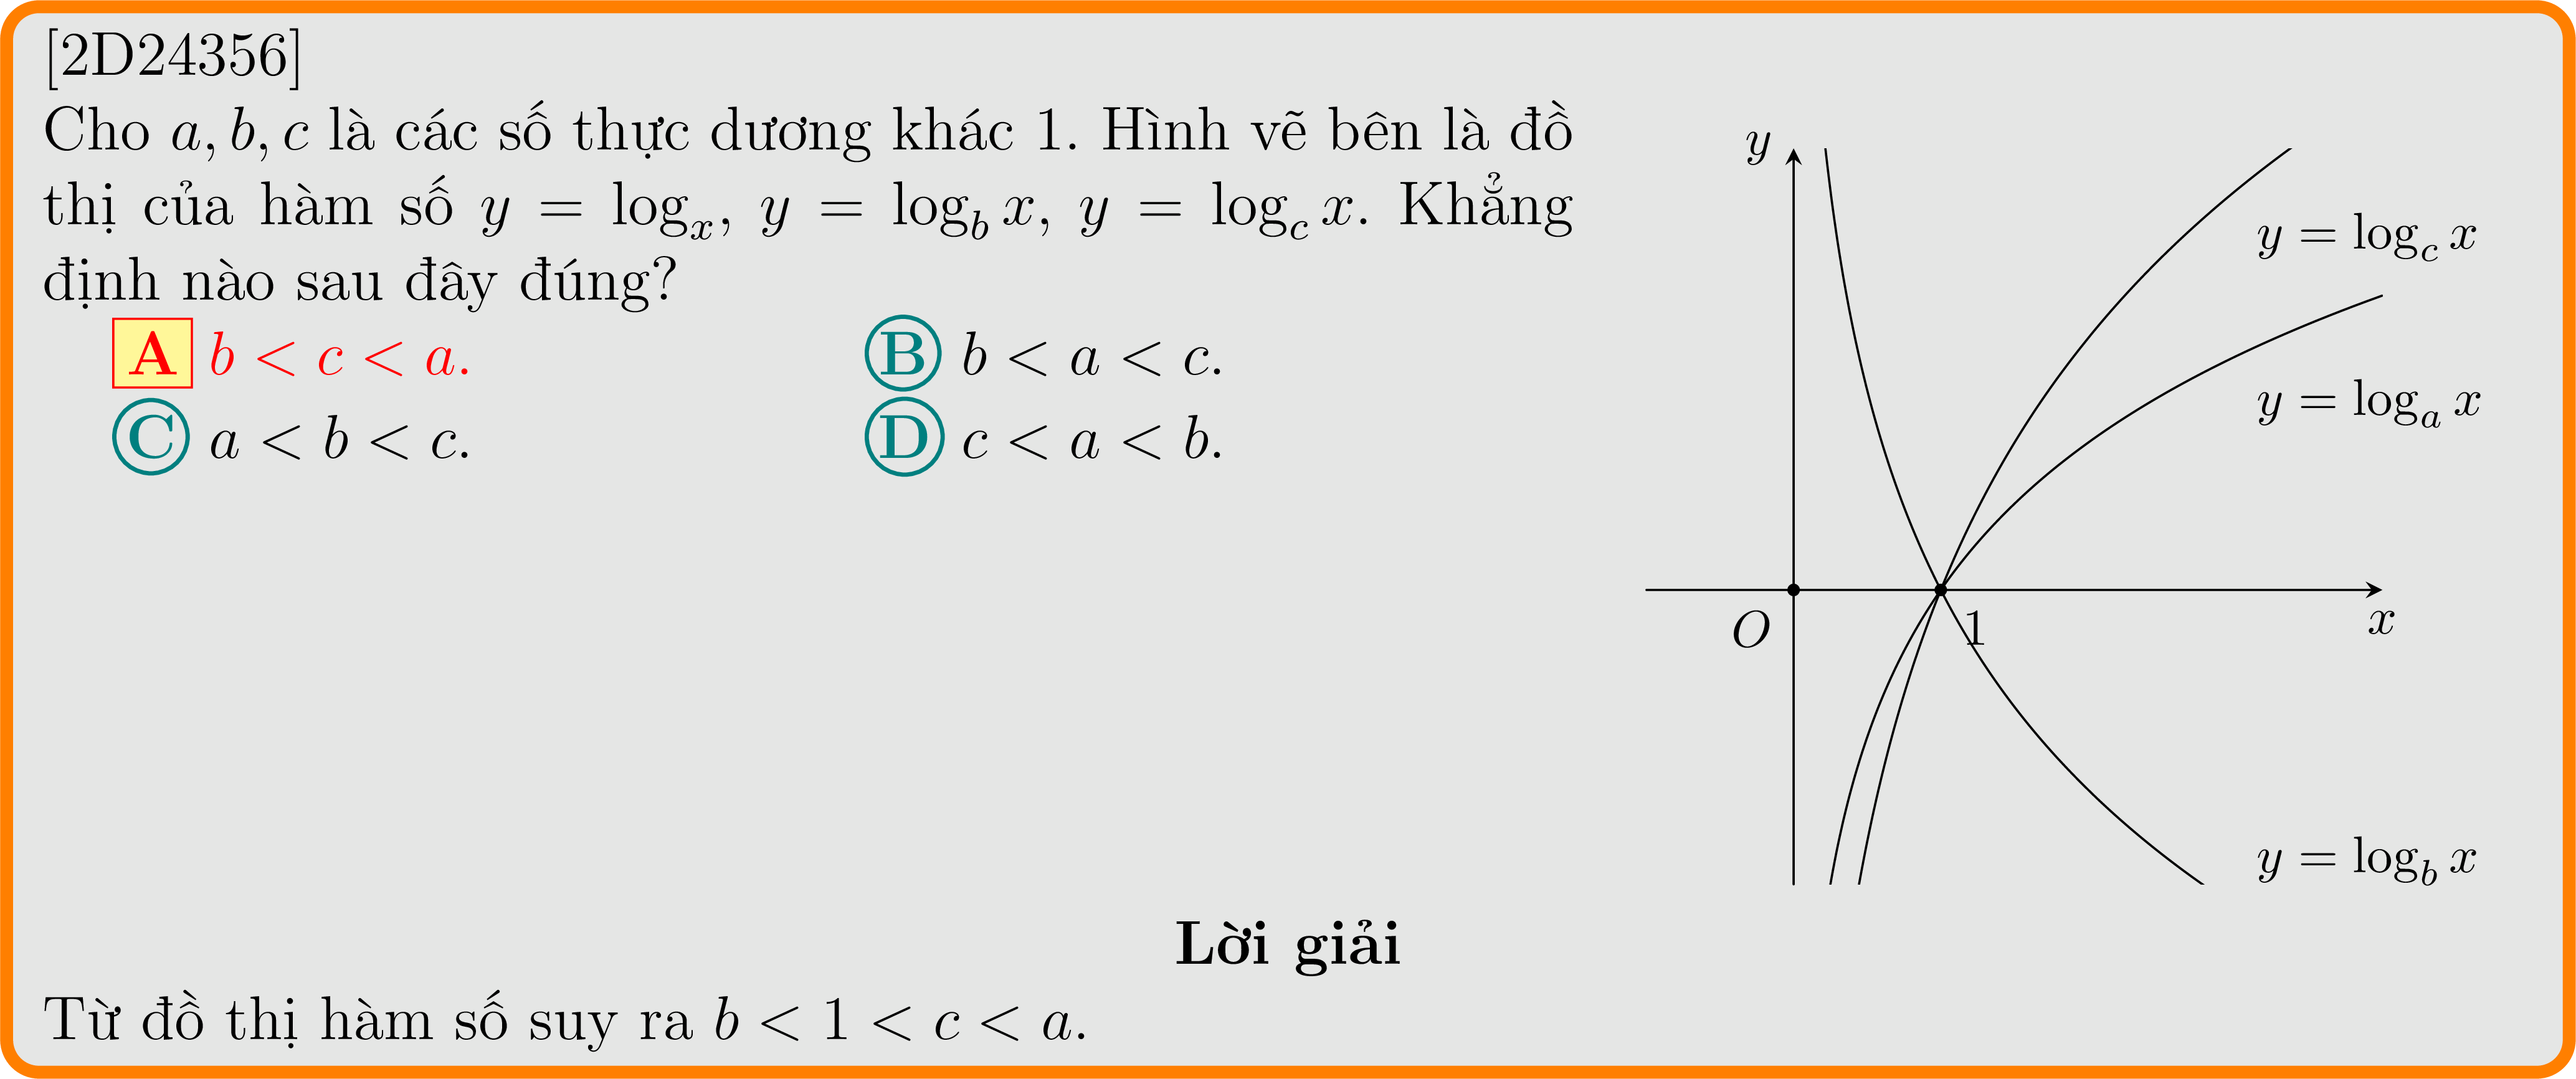 [2D24356]
Cho a, b, c là các số thực dương khác 1. Hình vẽ bên là đồ
thị của hàm số y = logₓ, y = log_b x, y = log_c x. Khẳng
định nào sau đây đúng?
A b < c < a.
B b < a < c.
C a < b < c.
D c < a < b.
y
y = log_c x
y = log_a x
O
1
x
y = log_b x
Lời giải
Từ đồ thị hàm số suy ra b < 1 < c < a.